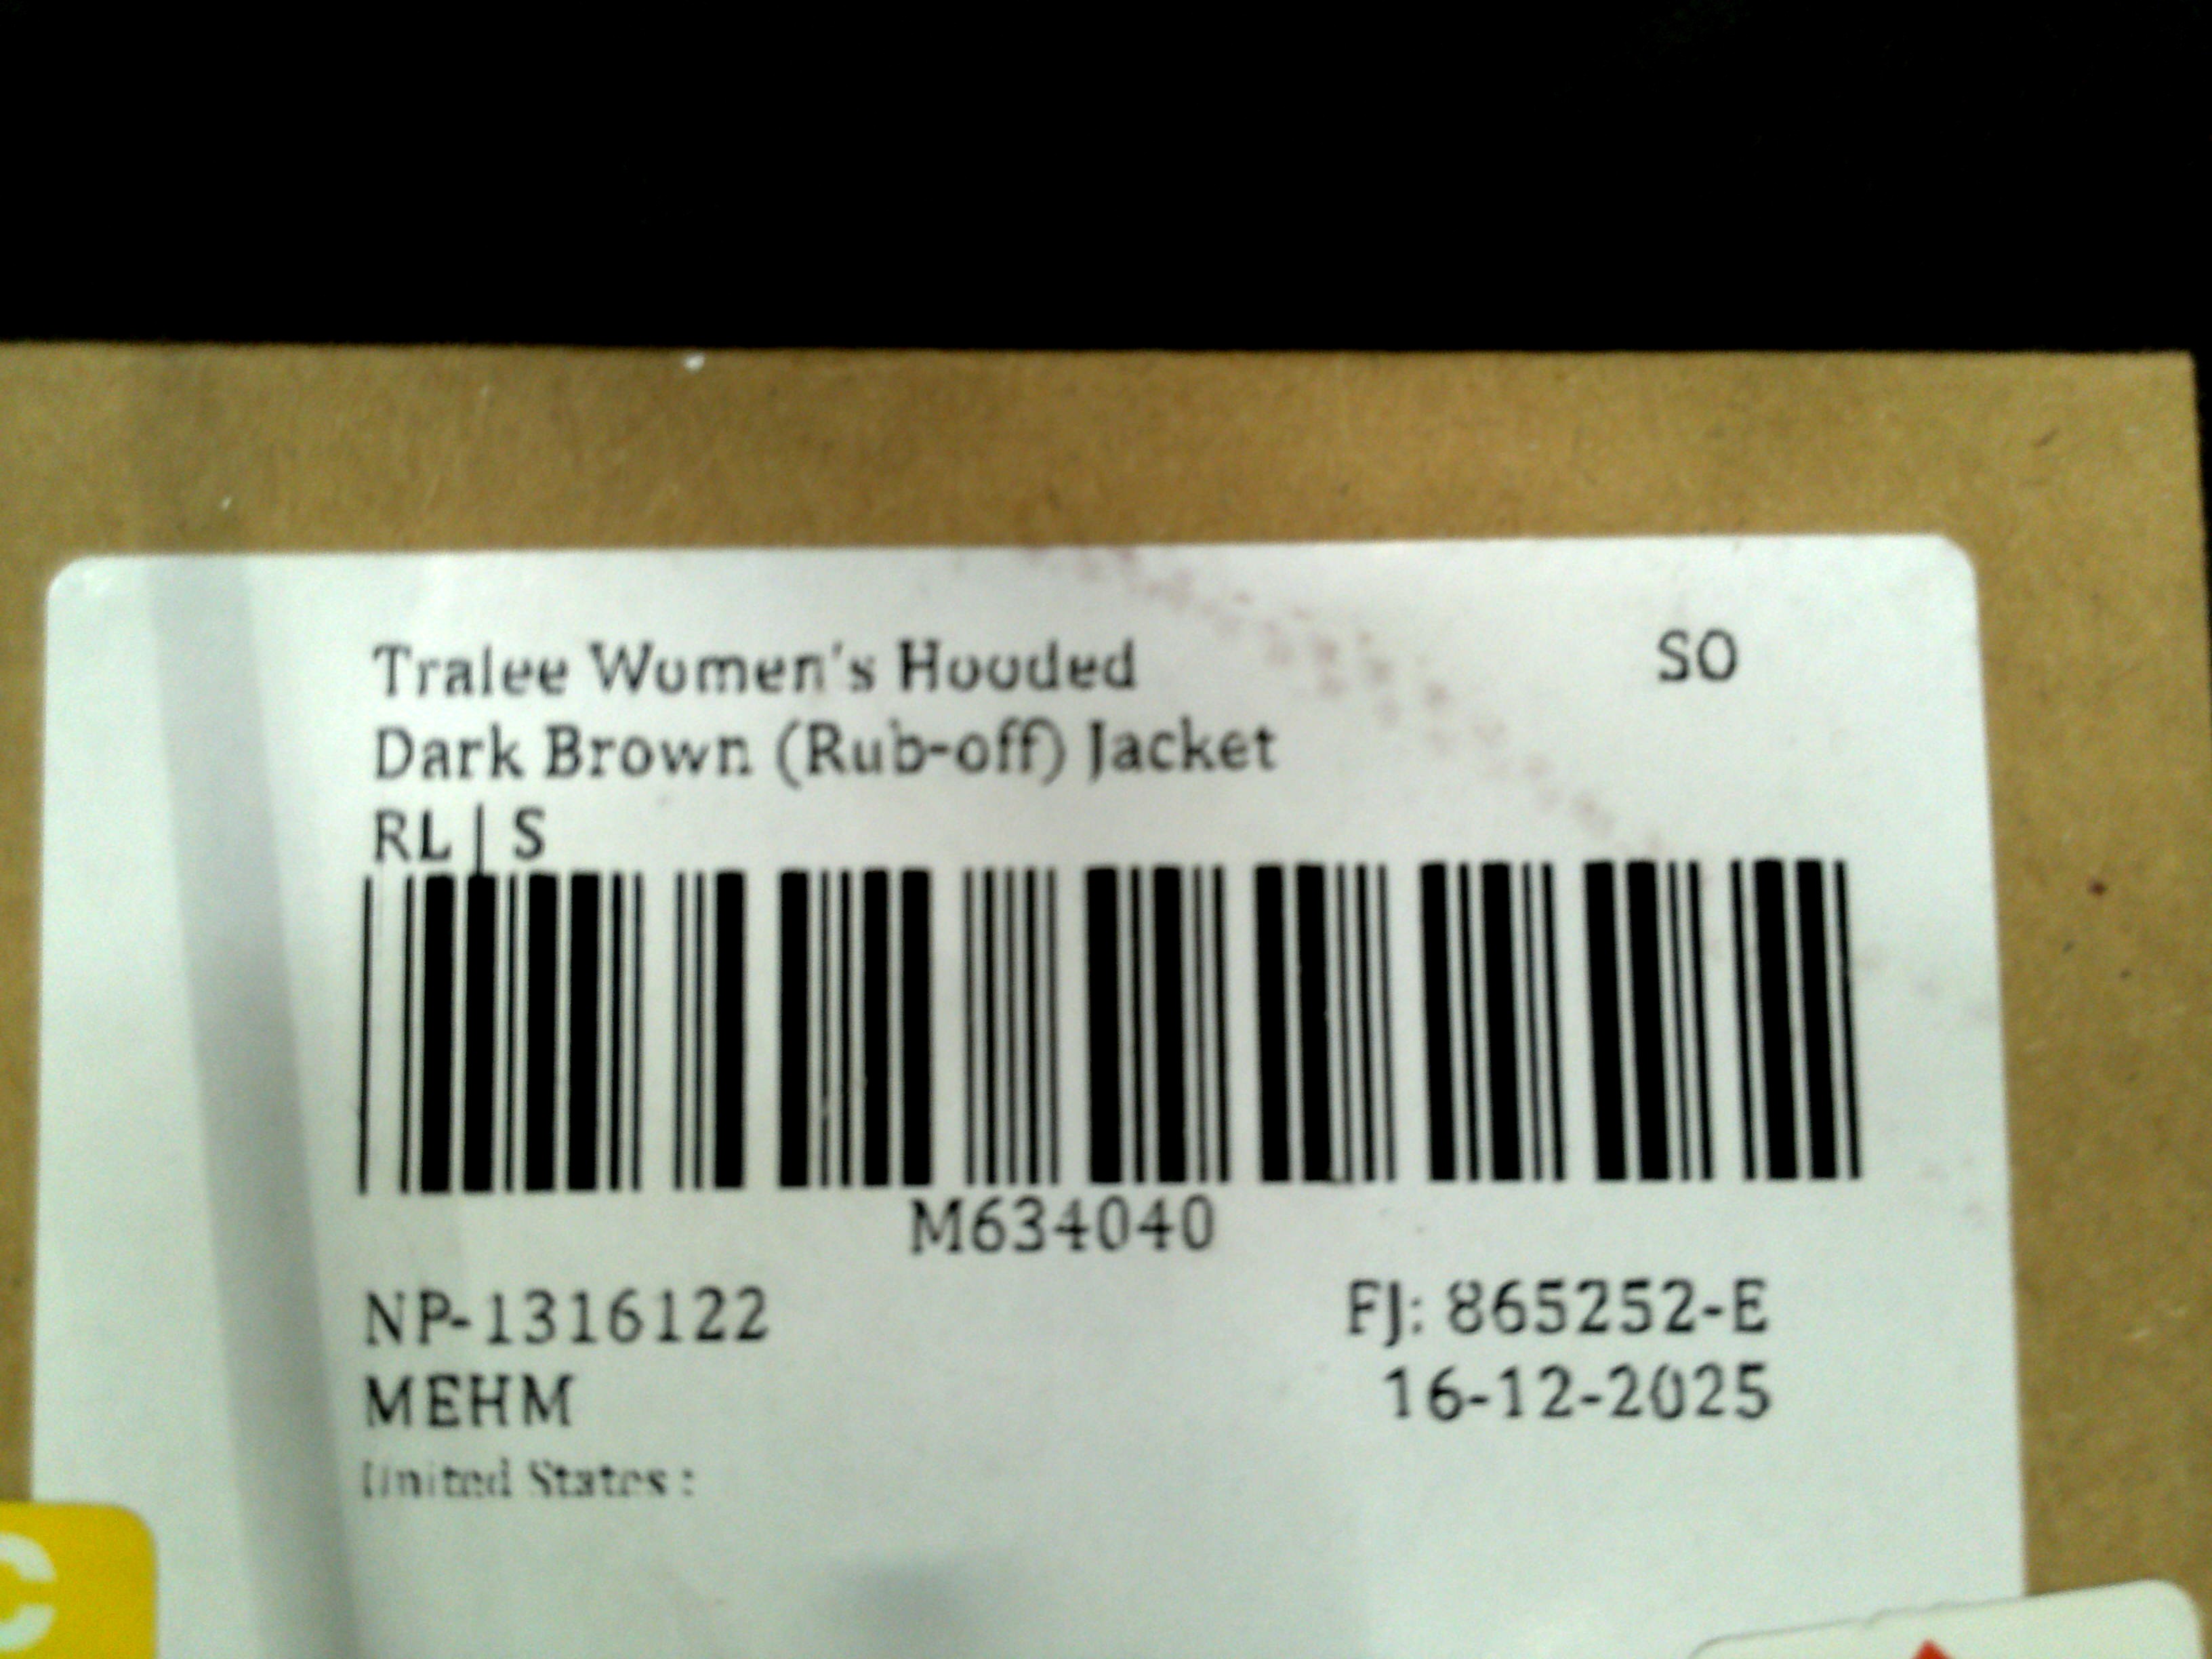 Tralee Women's Hooded
SO
Dark Brown (Rub-off) Jacket
RL | S
M634040
NP-1316122
FJ: 865252-E
MEHM
16-12-2025
United States :
C